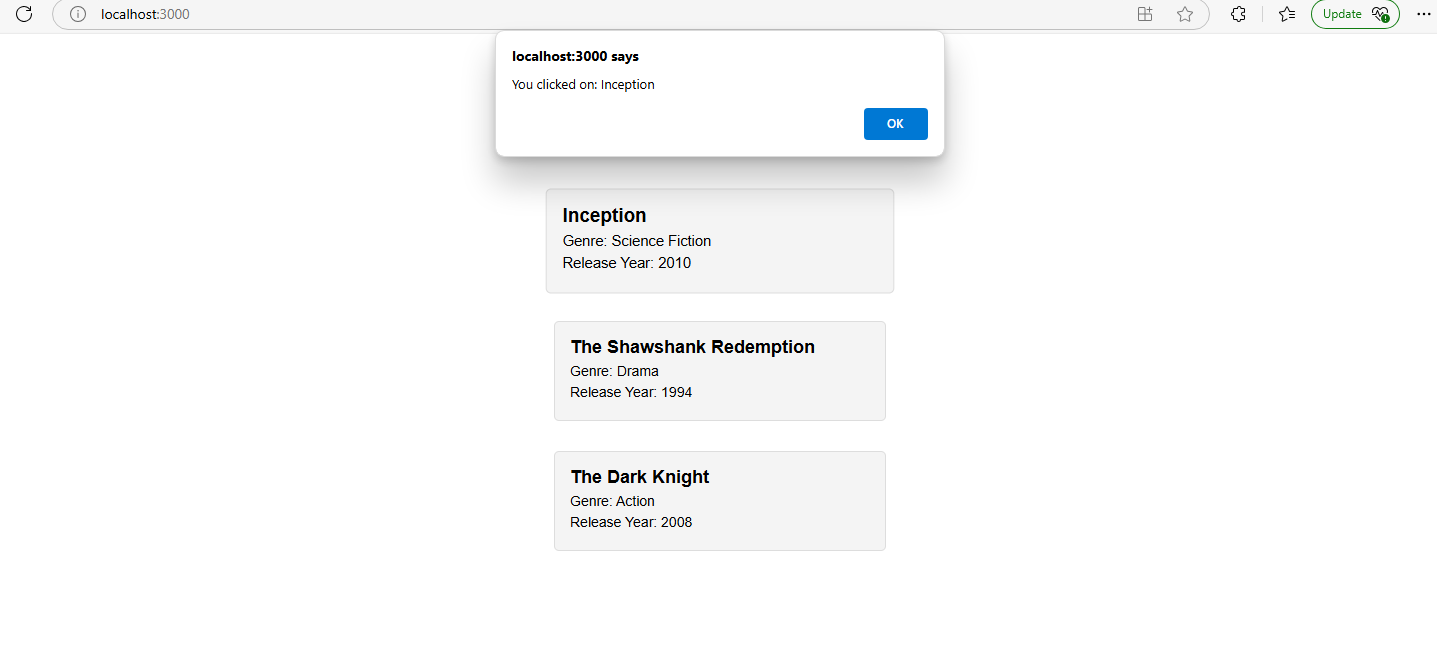 localhost:3000
Update
localhost:3000 says
You clicked on: Inception
OK
Inception
Genre: Science Fiction
Release Year: 2010
The Shawshank Redemption
Genre: Drama
Release Year: 1994
The Dark Knight
Genre: Action
Release Year: 2008